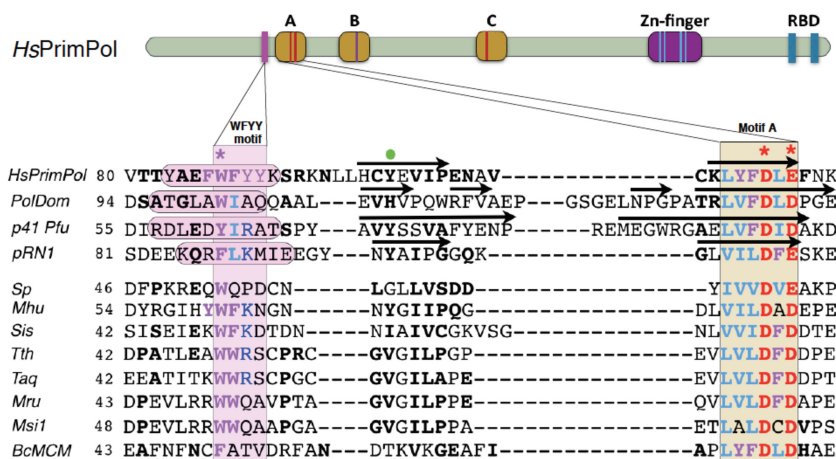 A B C Zn-finger RBD
HsPrimPol
WFYY motif
Motif A
* * *
HsPrimPol 80 VTTYAEFWFYYKSRKNLLHCYEVIPENAV---------------CKLYFDLEFNK
PolDom 94 DSATGLAWIAQQAAL---EVHVPQWRFVAEP---GSGELNPGPATRLVFDLDPGE
p41 Pfu 55 DIRDLEDYIRATSPY---AVYSSVAFYENP------MEGWRGAELVFDIDAKD
pRN1 81 SDEEKQRFLKMIEEGY---NYAIPGGQK----------------GLVILDFESKE
Sp 46 DFPKREQWQPDCN------LGLLVSDD------------------YIVVDVEAKP
Mhu 54 DYRGIHYWFKNGN------NYGIIPQG-----------------DLVILDADEPE
Sis 42 SISEIEKWFKDTDN-----NIAIVCGKVSG--------------NLVVIDFDDTE
Tth 42 DPATLEAWWRSCPRC----GVGILPGP-----------------EVLVLDFDDPE
Taq 42 EEATITKWWRSCPGC----GVGILAPE-----------------DVLVLDFDDPT
Mru 42 DPEVLRRWWQAVPTA----GVGILPPE-----------------QVLVLDFDAPE
Msi1 48 DPEVLRRWWQAAPGA----GVGILPPA-----------------ETLALDCDVPS
BcMCM 43 EAFNFNCFATVDRFAN---DTKVKGEAFI---------------APLYFDLDHAE